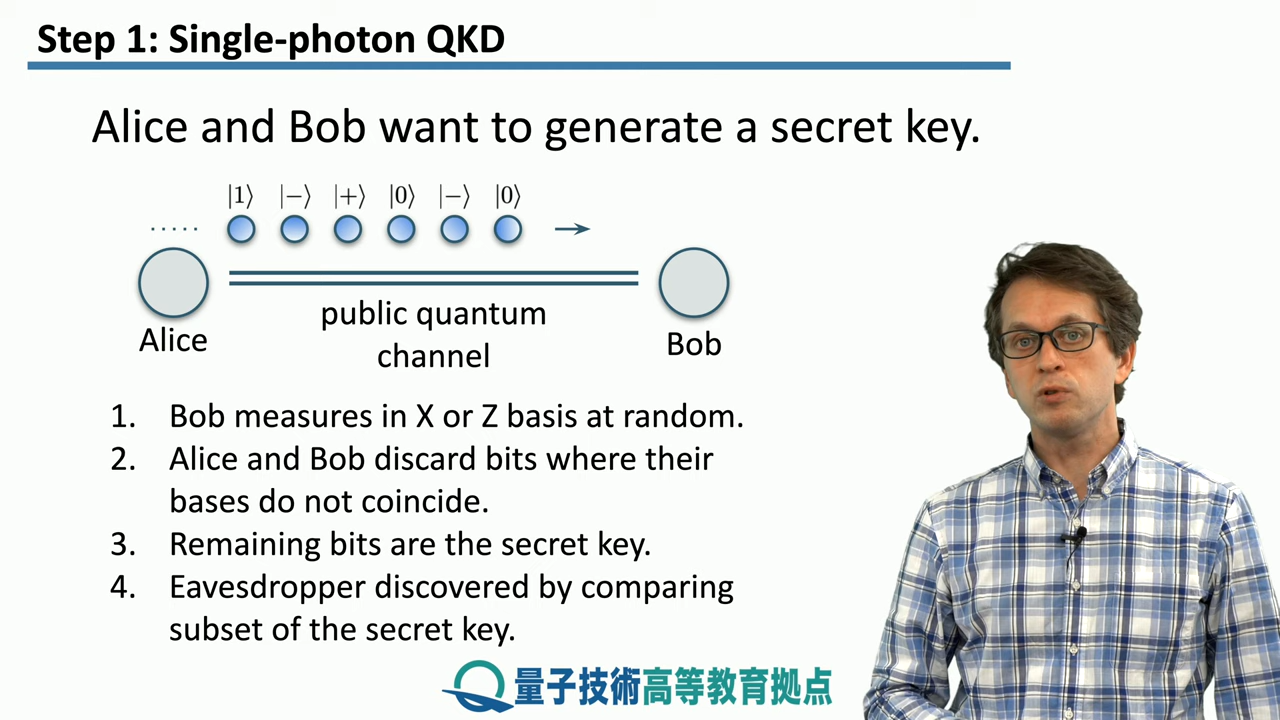 Step 1: Single-photon QKD
Alice and Bob want to generate a secret key.
|1⟩ |−⟩ |+⟩ |0⟩ |−⟩ |0⟩
.....
Alice
public quantum
channel
Bob
1. Bob measures in X or Z basis at random.
2. Alice and Bob discard bits where their
bases do not coincide.
3. Remaining bits are the secret key.
4. Eavesdropper discovered by comparing
subset of the secret key.
量子技術高等教育拠点